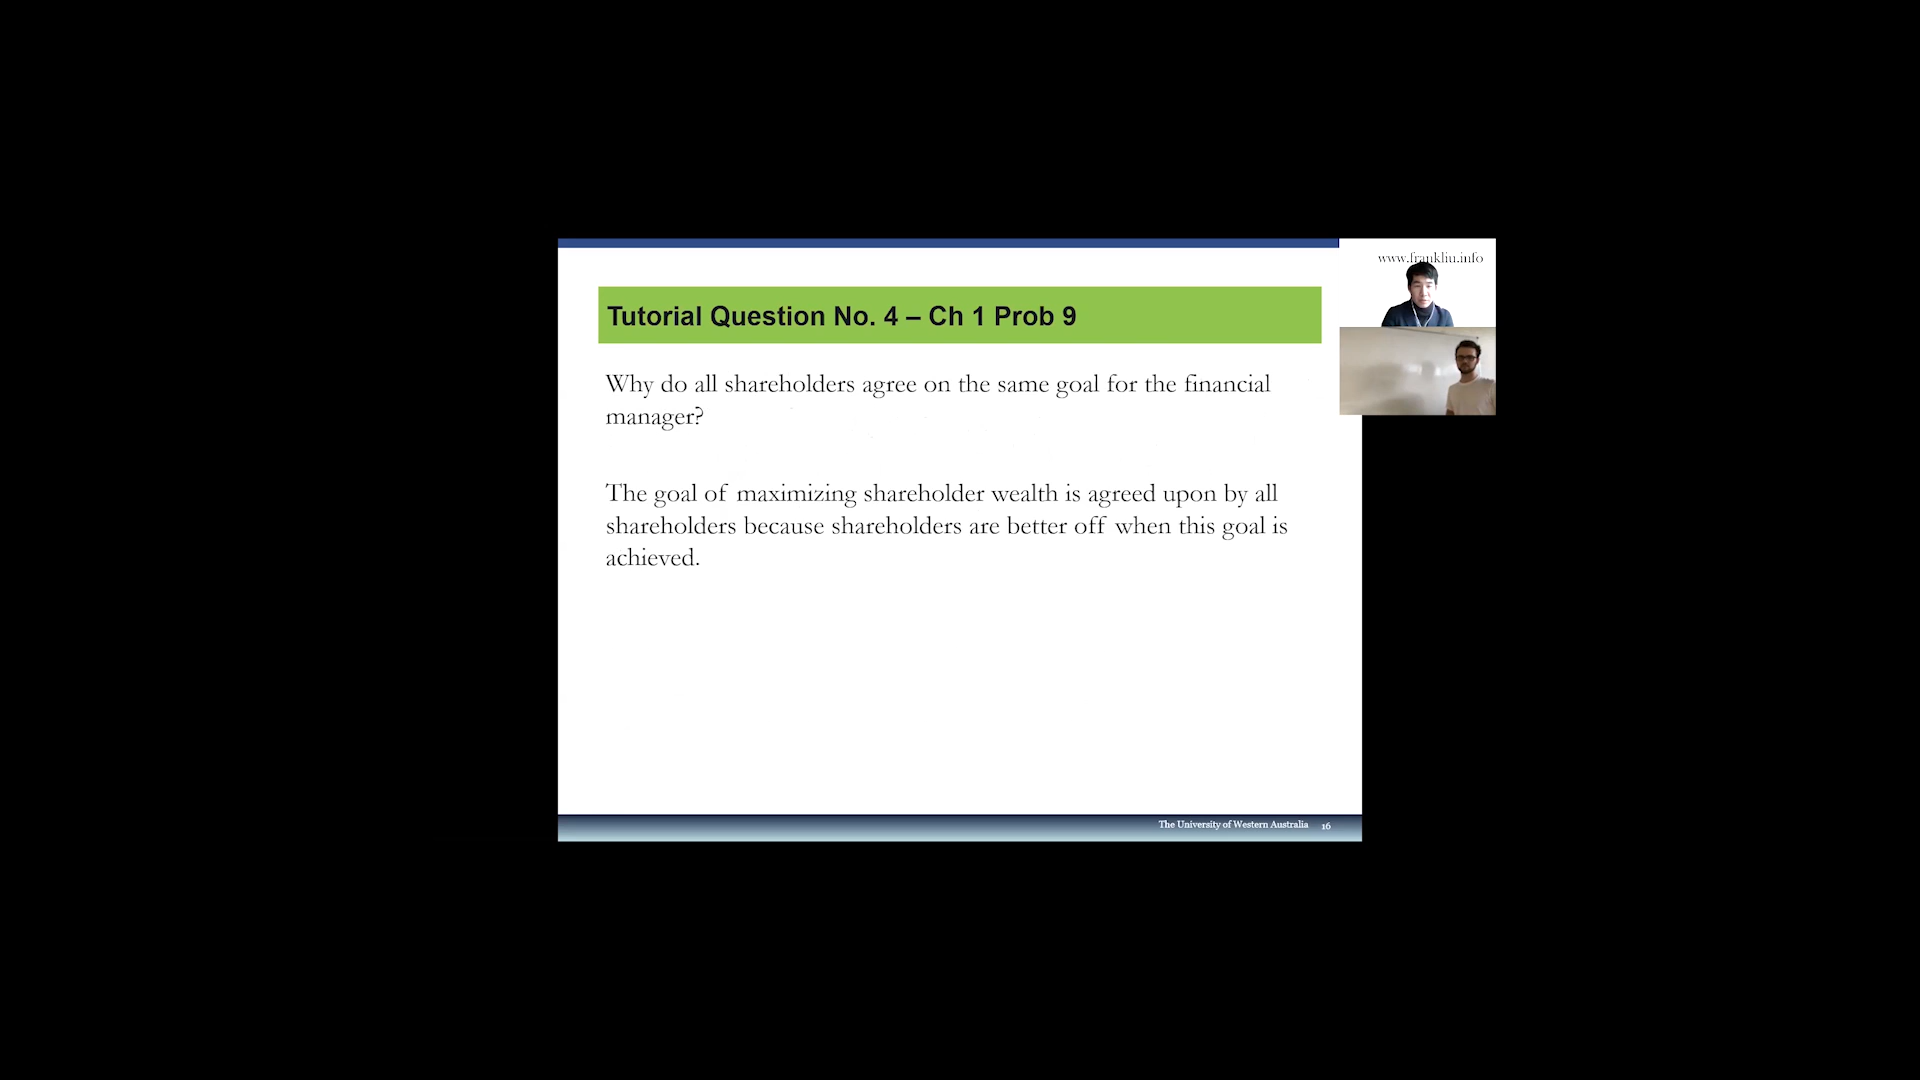 www.frankliu.info
Tutorial Question No. 4 – Ch 1 Prob 9
Why do all shareholders agree on the same goal for the financial
manager?
The goal of maximizing shareholder wealth is agreed upon by all
shareholders because shareholders are better off when this goal is
achieved.
The University of Western Australia 16